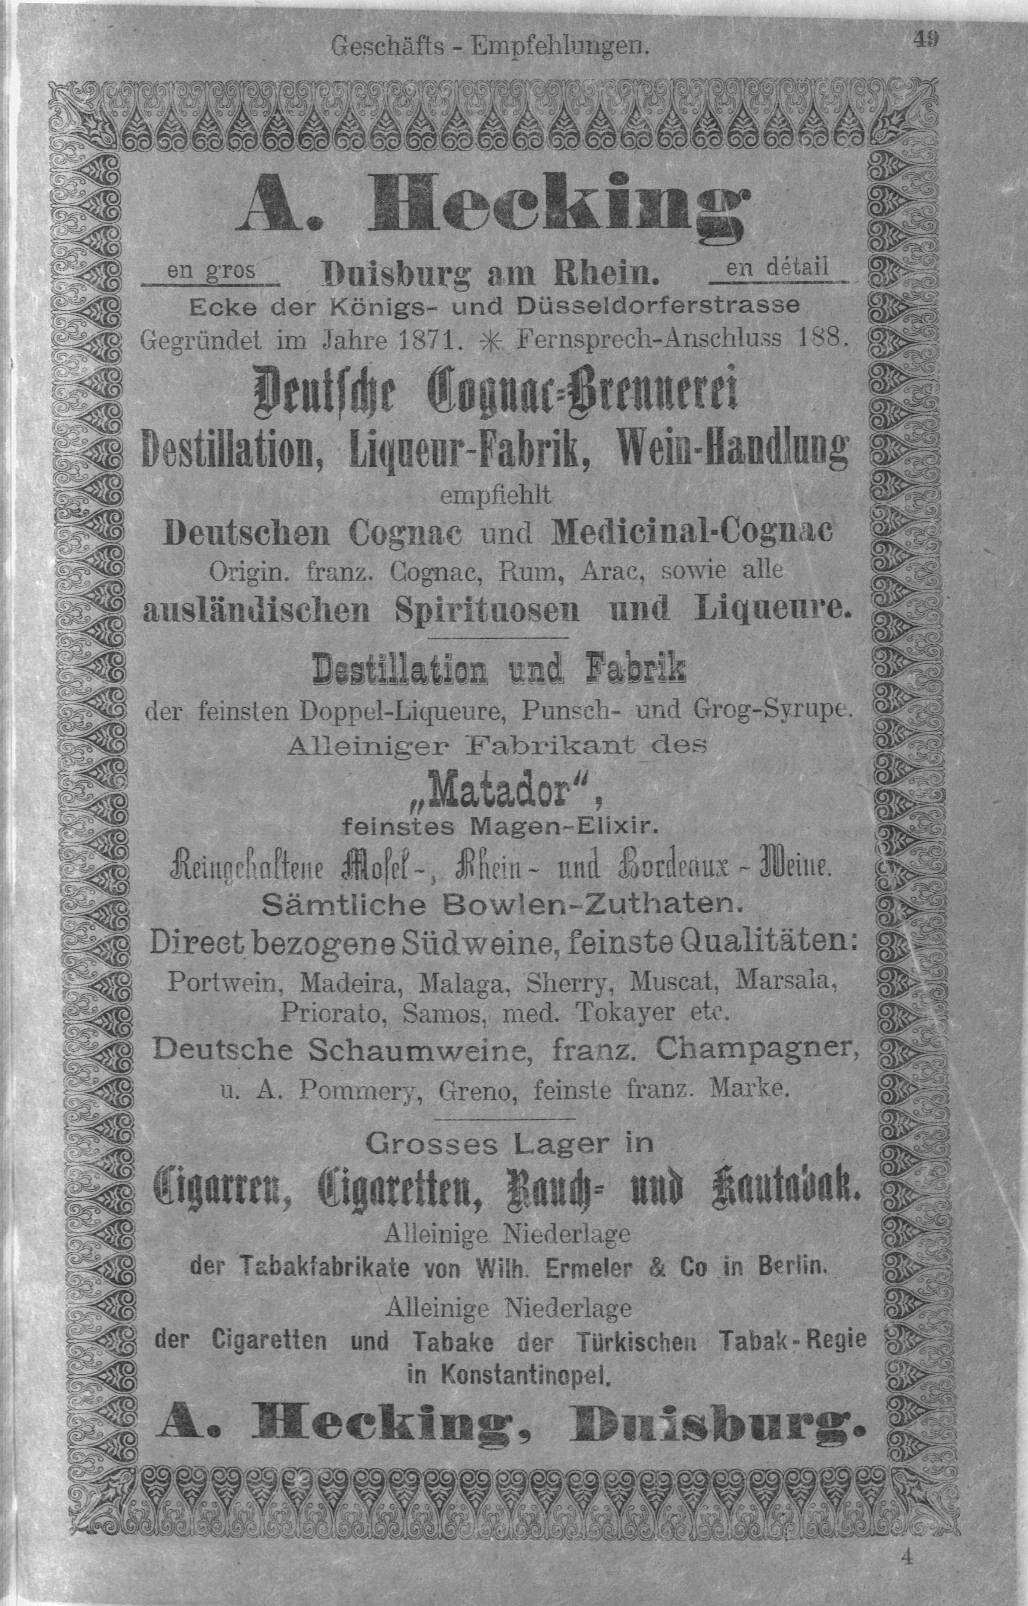 Geschäfts - Empfehlungen.
49
A. Hecking
en gros Duisburg am Rhein. en détail
Ecke der Königs- und Düsseldorferstrasse
Gegründet im Jahre 1871. * Fernsprech-Anschluss 188.
Deutsche Cognac-Brennerei
Destillation, Liqueur-Fabrik, Wein-Handlung
empfiehlt
Deutschen Cognac und Medicinal-Cognac
Origin. franz. Cognac, Rum, Arac, sowie alle
ausländischen Spirituosen und Liqueure.
Destillation und Fabrik
der feinsten Doppel-Liqueure, Punsch- und Grog-Syrupe.
Alleiniger Fabrikant des
„Matador“,
feinstes Magen-Elixir.
Reingehaltene Mosel-, Rhein- und Bordeaux-Weine.
Sämtliche Bowlen-Zuthaten.
Direct bezogene Südweine, feinste Qualitäten:
Portwein, Madeira, Malaga, Sherry, Muscat, Marsala,
Priorato, Samos, med. Tokayer etc.
Deutsche Schaumweine, franz. Champagner,
u. A. Pommery, Greno, feinste franz. Marke.
Grosses Lager in
Cigarren, Cigaretten, Rauch- und Kautabak.
Alleinige Niederlage
der Tabakfabrikate von Wilh. Ermeler & Co in Berlin.
Alleinige Niederlage
der Cigaretten und Tabake der Türkischen Tabak-Regie
in Konstantinopel.
A. Hecking, Duisburg.
4